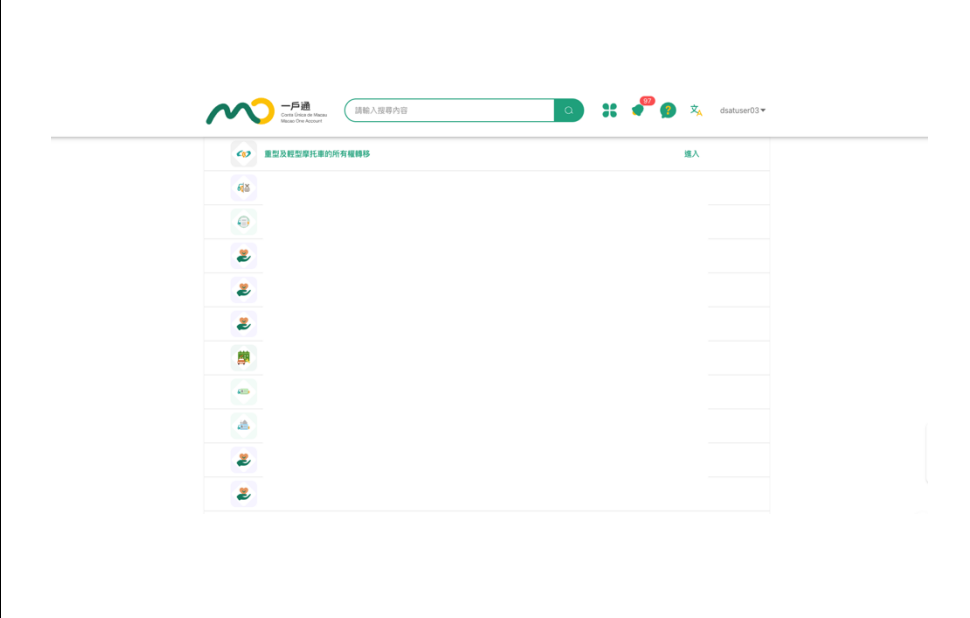 一戶通
Conta Única de Macau
Macao One Account
請輸入搜尋內容
97
?
文A
dsatuser03
重型及輕型摩托車的所有權轉移
進入